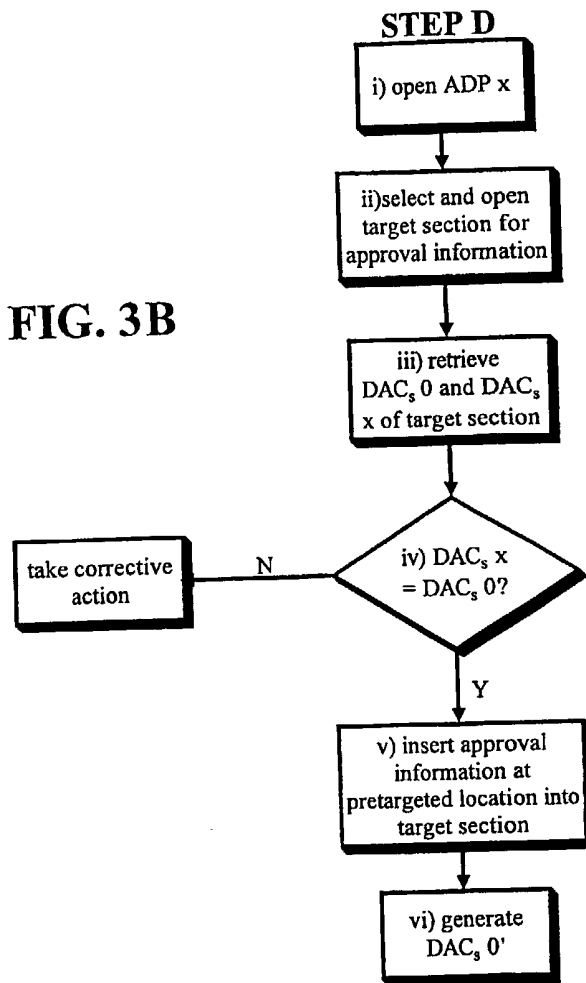 STEP D
i) open ADP x
ii)select and open
target section for
approval information
FIG. 3B
iii) retrieve
DACₛ 0 and DACₛ
x of target section
iv) DACₛ x
= DACₛ 0?
N
take corrective
action
Y
v) insert approval
information at
pretargeted location into
target section
vi) generate
DACₛ 0'